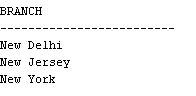 BRANCH
-------------------------
New Delhi
New Jersey
New York